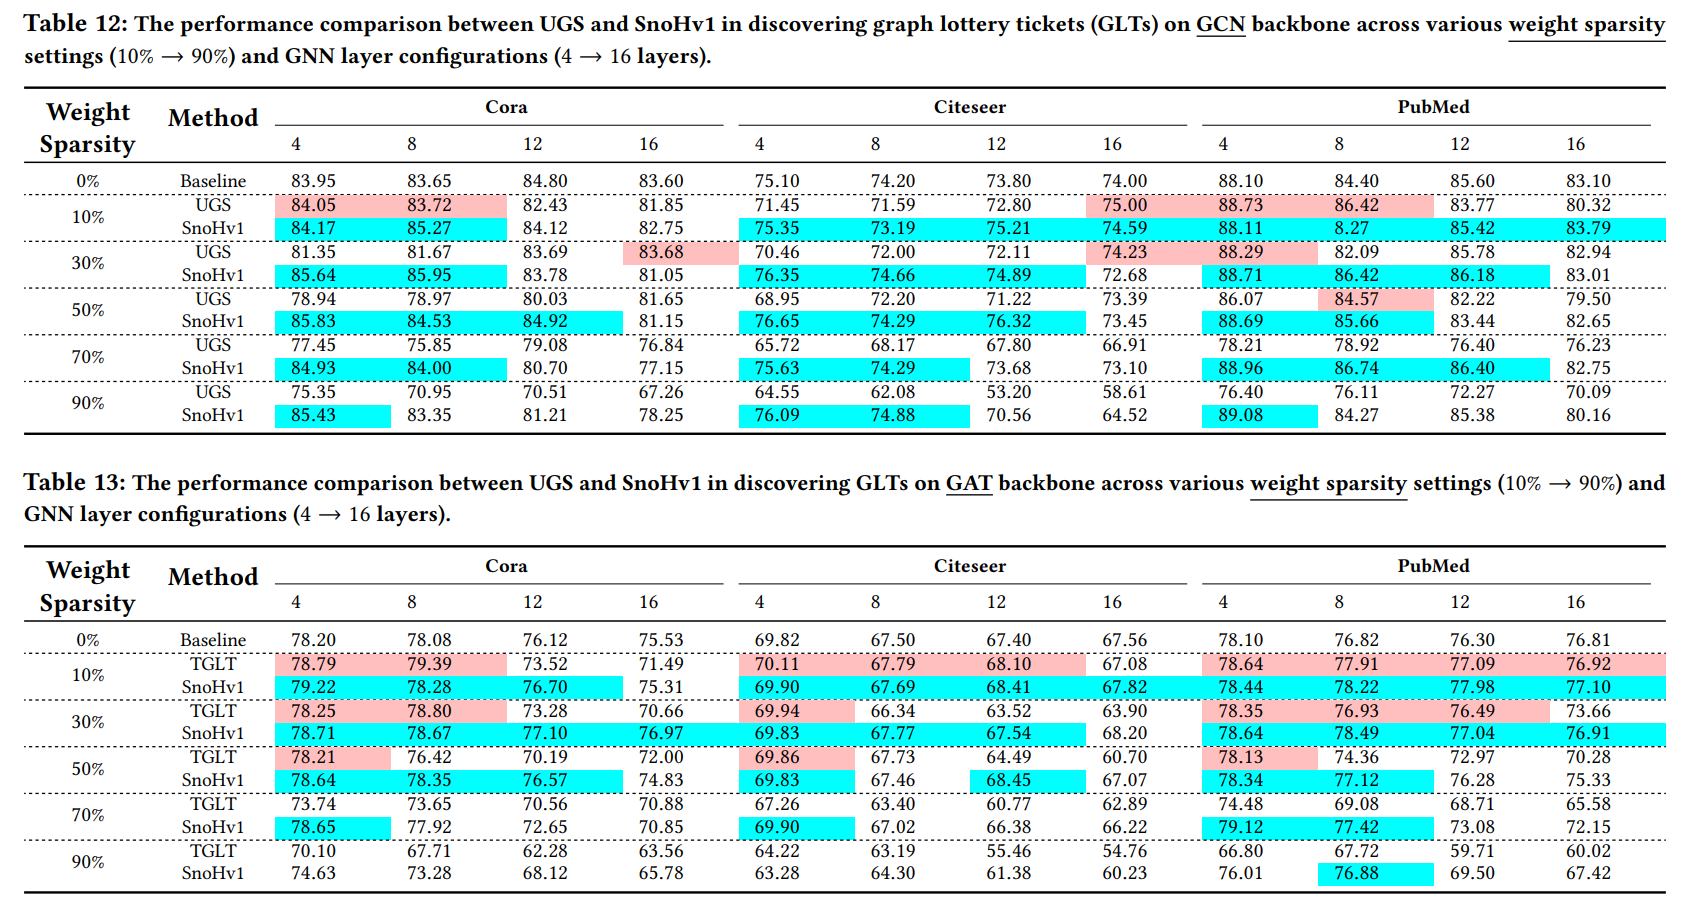 Table 12: The performance comparison between UGS and SnoHv1 in discovering graph lottery tickets (GLTs) on GCN backbone across various weight sparsity
settings (10% → 90%) and GNN layer configurations (4 → 16 layers).
Weight Sparsity Method Cora Citeseer PubMed
4 8 12 16 4 8 12 16 4 8 12 16
0% Baseline 83.95 83.65 84.80 83.60 75.10 74.20 73.80 74.00 88.10 84.40 85.60 83.10
10% UGS 84.05 83.72 82.43 81.85 71.45 71.59 72.80 75.00 88.73 86.42 83.77 80.32
SnoHv1 84.17 85.27 84.12 82.75 75.35 73.19 75.21 74.59 88.11 8.27 85.42 83.79
30% UGS 81.35 81.67 83.69 83.68 70.46 72.00 72.11 74.23 88.29 82.09 85.78 82.94
SnoHv1 85.64 85.95 83.78 81.05 76.35 74.66 74.89 72.68 88.71 86.42 86.18 83.01
50% UGS 78.94 78.97 80.03 81.65 68.95 72.20 71.22 73.39 86.07 84.57 82.22 79.50
SnoHv1 85.83 84.53 84.92 81.15 76.65 74.29 76.32 73.45 88.69 85.66 83.44 82.65
70% UGS 77.45 75.85 79.08 76.84 65.72 68.17 67.80 66.91 78.21 78.92 76.40 76.23
SnoHv1 84.93 84.00 80.70 77.15 75.63 74.29 73.68 73.10 88.96 86.74 86.40 82.75
90% UGS 75.35 70.95 70.51 67.26 64.55 62.08 53.20 58.61 76.40 76.11 72.27 70.09
SnoHv1 85.43 83.35 81.21 78.25 76.09 74.88 70.56 64.52 89.08 84.27 85.38 80.16
Table 13: The performance comparison between UGS and SnoHv1 in discovering GLTs on GAT backbone across various weight sparsity settings (10% → 90%) and
GNN layer configurations (4 → 16 layers).
Weight Sparsity Method Cora Citeseer PubMed
4 8 12 16 4 8 12 16 4 8 12 16
0% Baseline 78.20 78.08 76.12 75.53 69.82 67.50 67.40 67.56 78.10 76.82 76.30 76.81
10% TGLT 78.79 79.39 73.52 71.49 70.11 67.79 68.10 67.08 78.64 77.91 77.09 76.92
SnoHv1 79.22 78.28 76.70 75.31 69.90 67.69 68.41 67.82 78.44 78.22 77.98 77.10
30% TGLT 78.25 78.80 73.28 70.66 69.94 66.34 63.52 63.90 78.35 76.93 76.49 73.66
SnoHv1 78.71 78.67 77.10 76.97 69.83 67.77 67.54 68.20 78.64 78.49 77.04 76.91
50% TGLT 78.21 76.42 70.19 72.00 69.86 67.73 64.49 60.70 78.13 74.36 72.97 70.28
SnoHv1 78.64 78.35 76.57 74.83 69.83 67.46 68.45 67.07 78.34 77.12 76.28 75.33
70% TGLT 73.74 73.65 70.56 70.88 67.26 63.40 60.77 62.89 74.48 69.08 68.71 65.58
SnoHv1 78.65 77.92 72.65 70.85 69.90 67.02 66.38 66.22 79.12 77.42 73.08 72.15
90% TGLT 70.10 67.71 62.28 63.56 64.22 63.19 55.46 54.76 66.80 67.72 59.71 60.02
SnoHv1 74.63 73.28 68.12 65.78 63.28 64.30 61.38 60.23 76.01 76.88 69.50 67.42